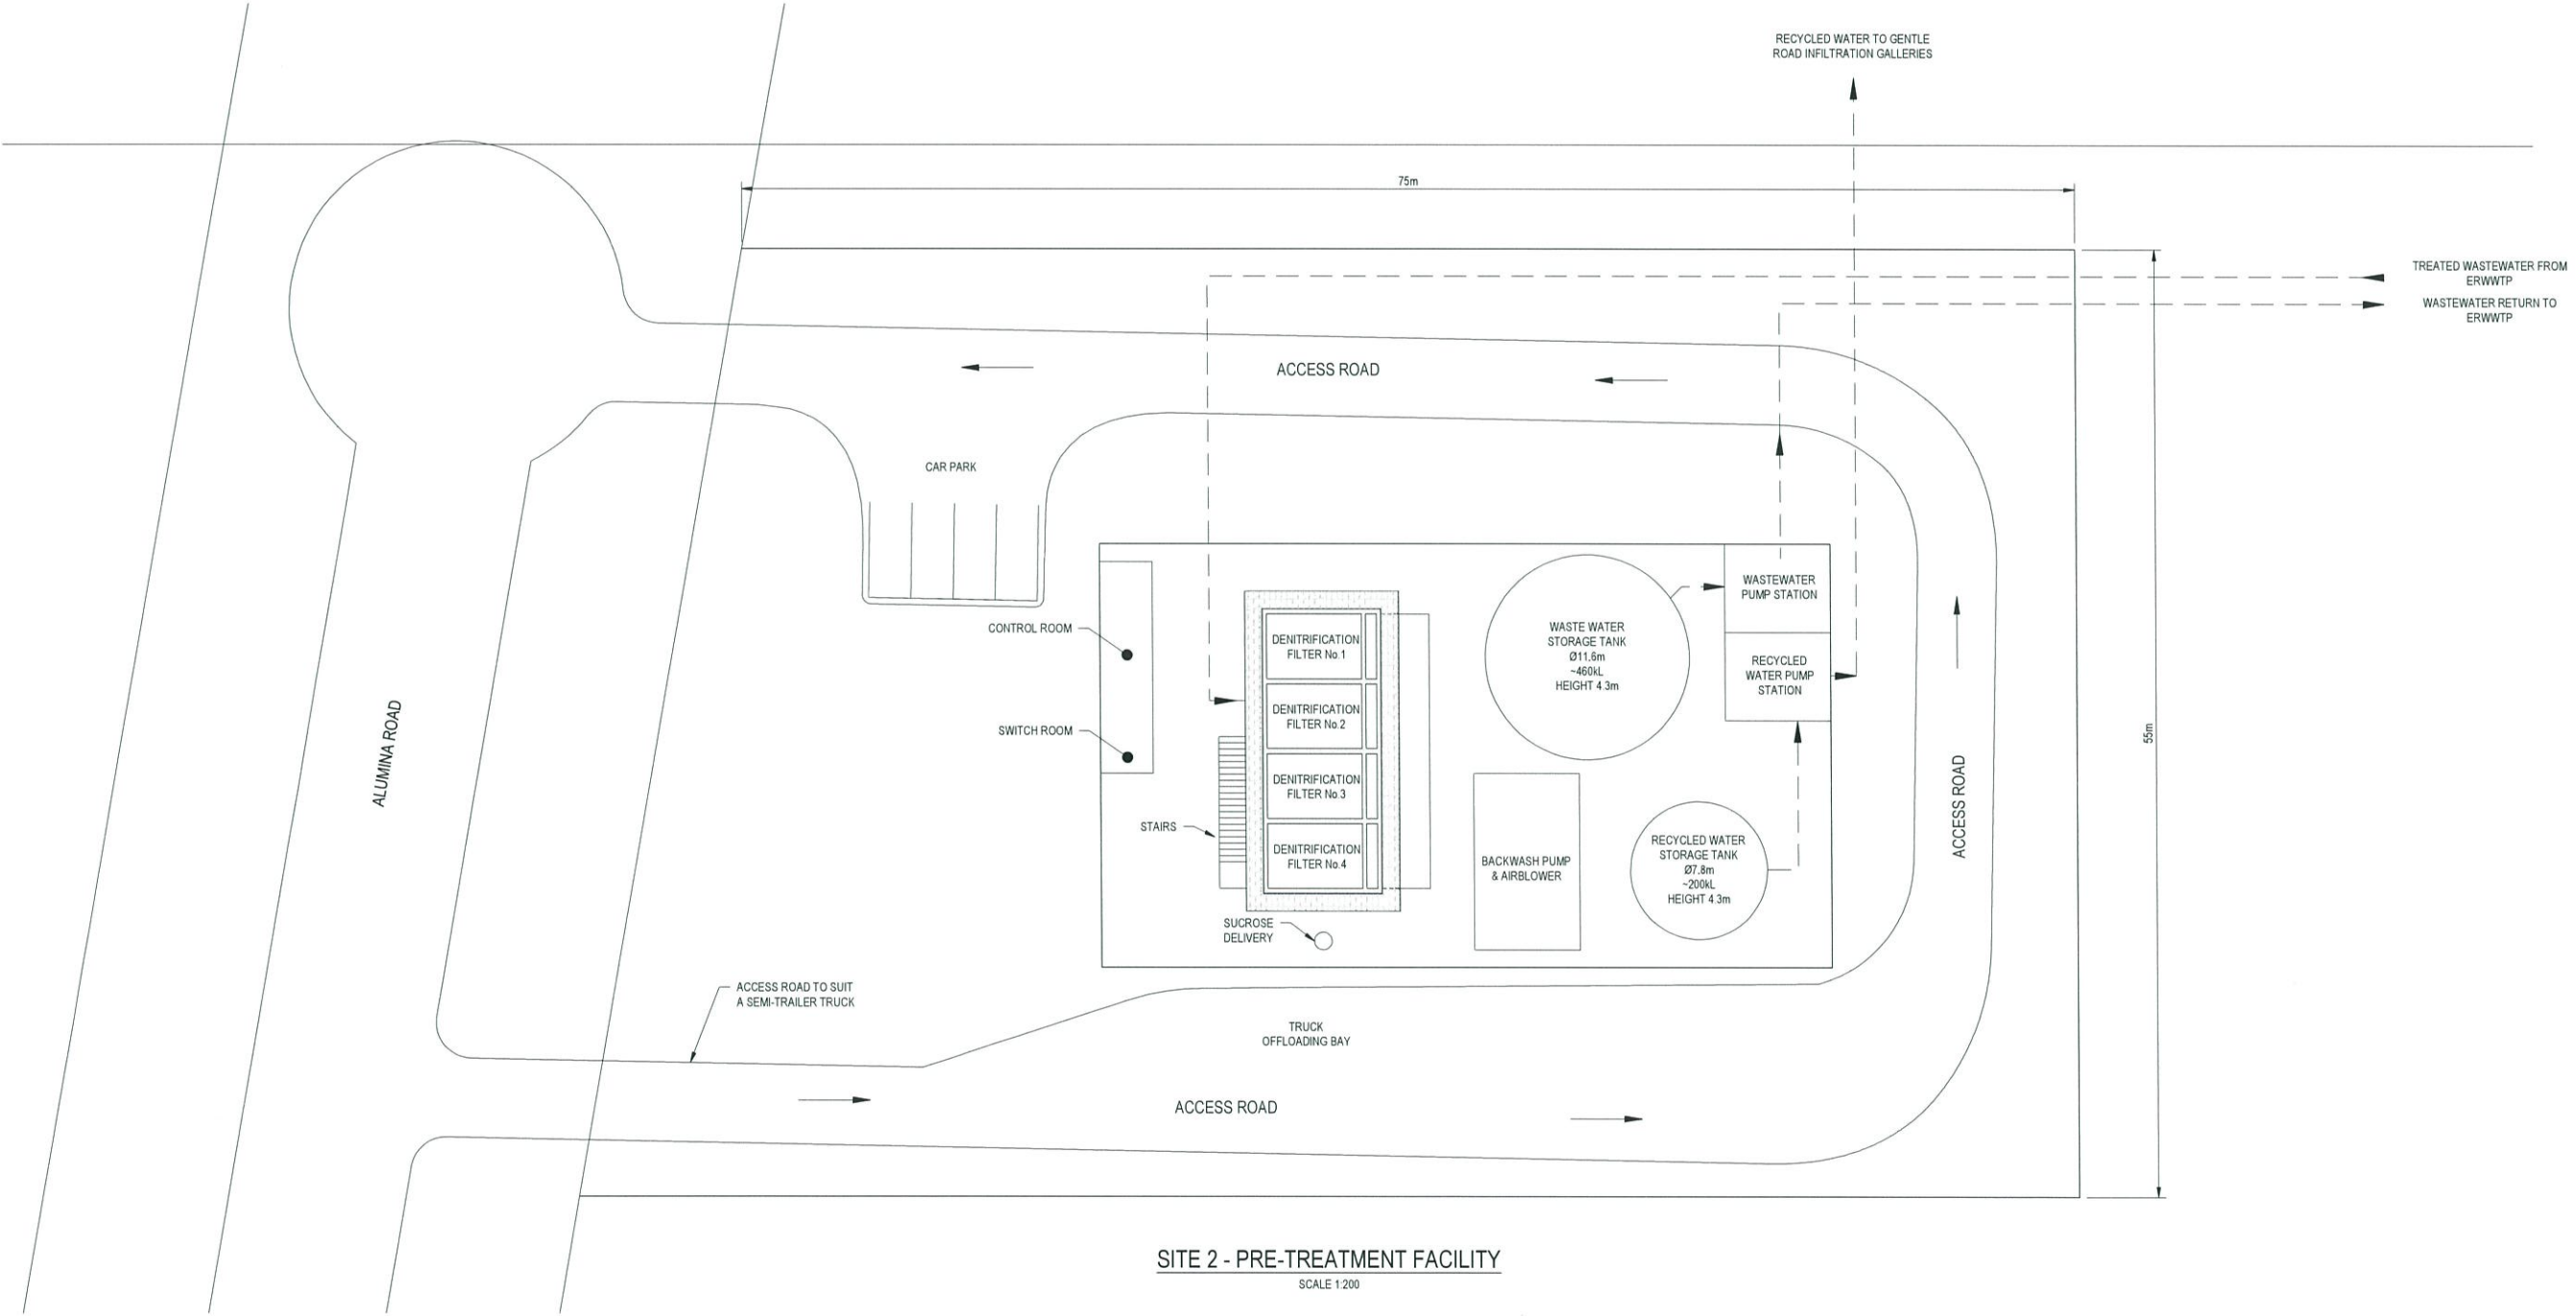 RECYCLED WATER TO GENTLE
ROAD INFILTRATION GALLERIES
75m
TREATED WASTEWATER FROM
ERWWTP
WASTEWATER RETURN TO
ERWWTP
ACCESS ROAD
CAR PARK
CONTROL ROOM
SWITCH ROOM
STAIRS
SUCROSE
DELIVERY
DENITRIFICATION
FILTER No.1
DENITRIFICATION
FILTER No.2
DENITRIFICATION
FILTER No.3
DENITRIFICATION
FILTER No.4
WASTE WATER
STORAGE TANK
Ø11.6m
~460kL
HEIGHT 4.3m
WASTEWATER
PUMP STATION
RECYCLED
WATER PUMP
STATION
BACKWASH PUMP
& AIRBLOWER
RECYCLED WATER
STORAGE TANK
Ø7.8m
~200kL
HEIGHT 4.3m
ACCESS ROAD
55m
ALUMINA ROAD
ACCESS ROAD TO SUIT
A SEMI-TRAILER TRUCK
TRUCK
OFFLOADING BAY
ACCESS ROAD
SITE 2 - PRE-TREATMENT FACILITY
SCALE 1:200